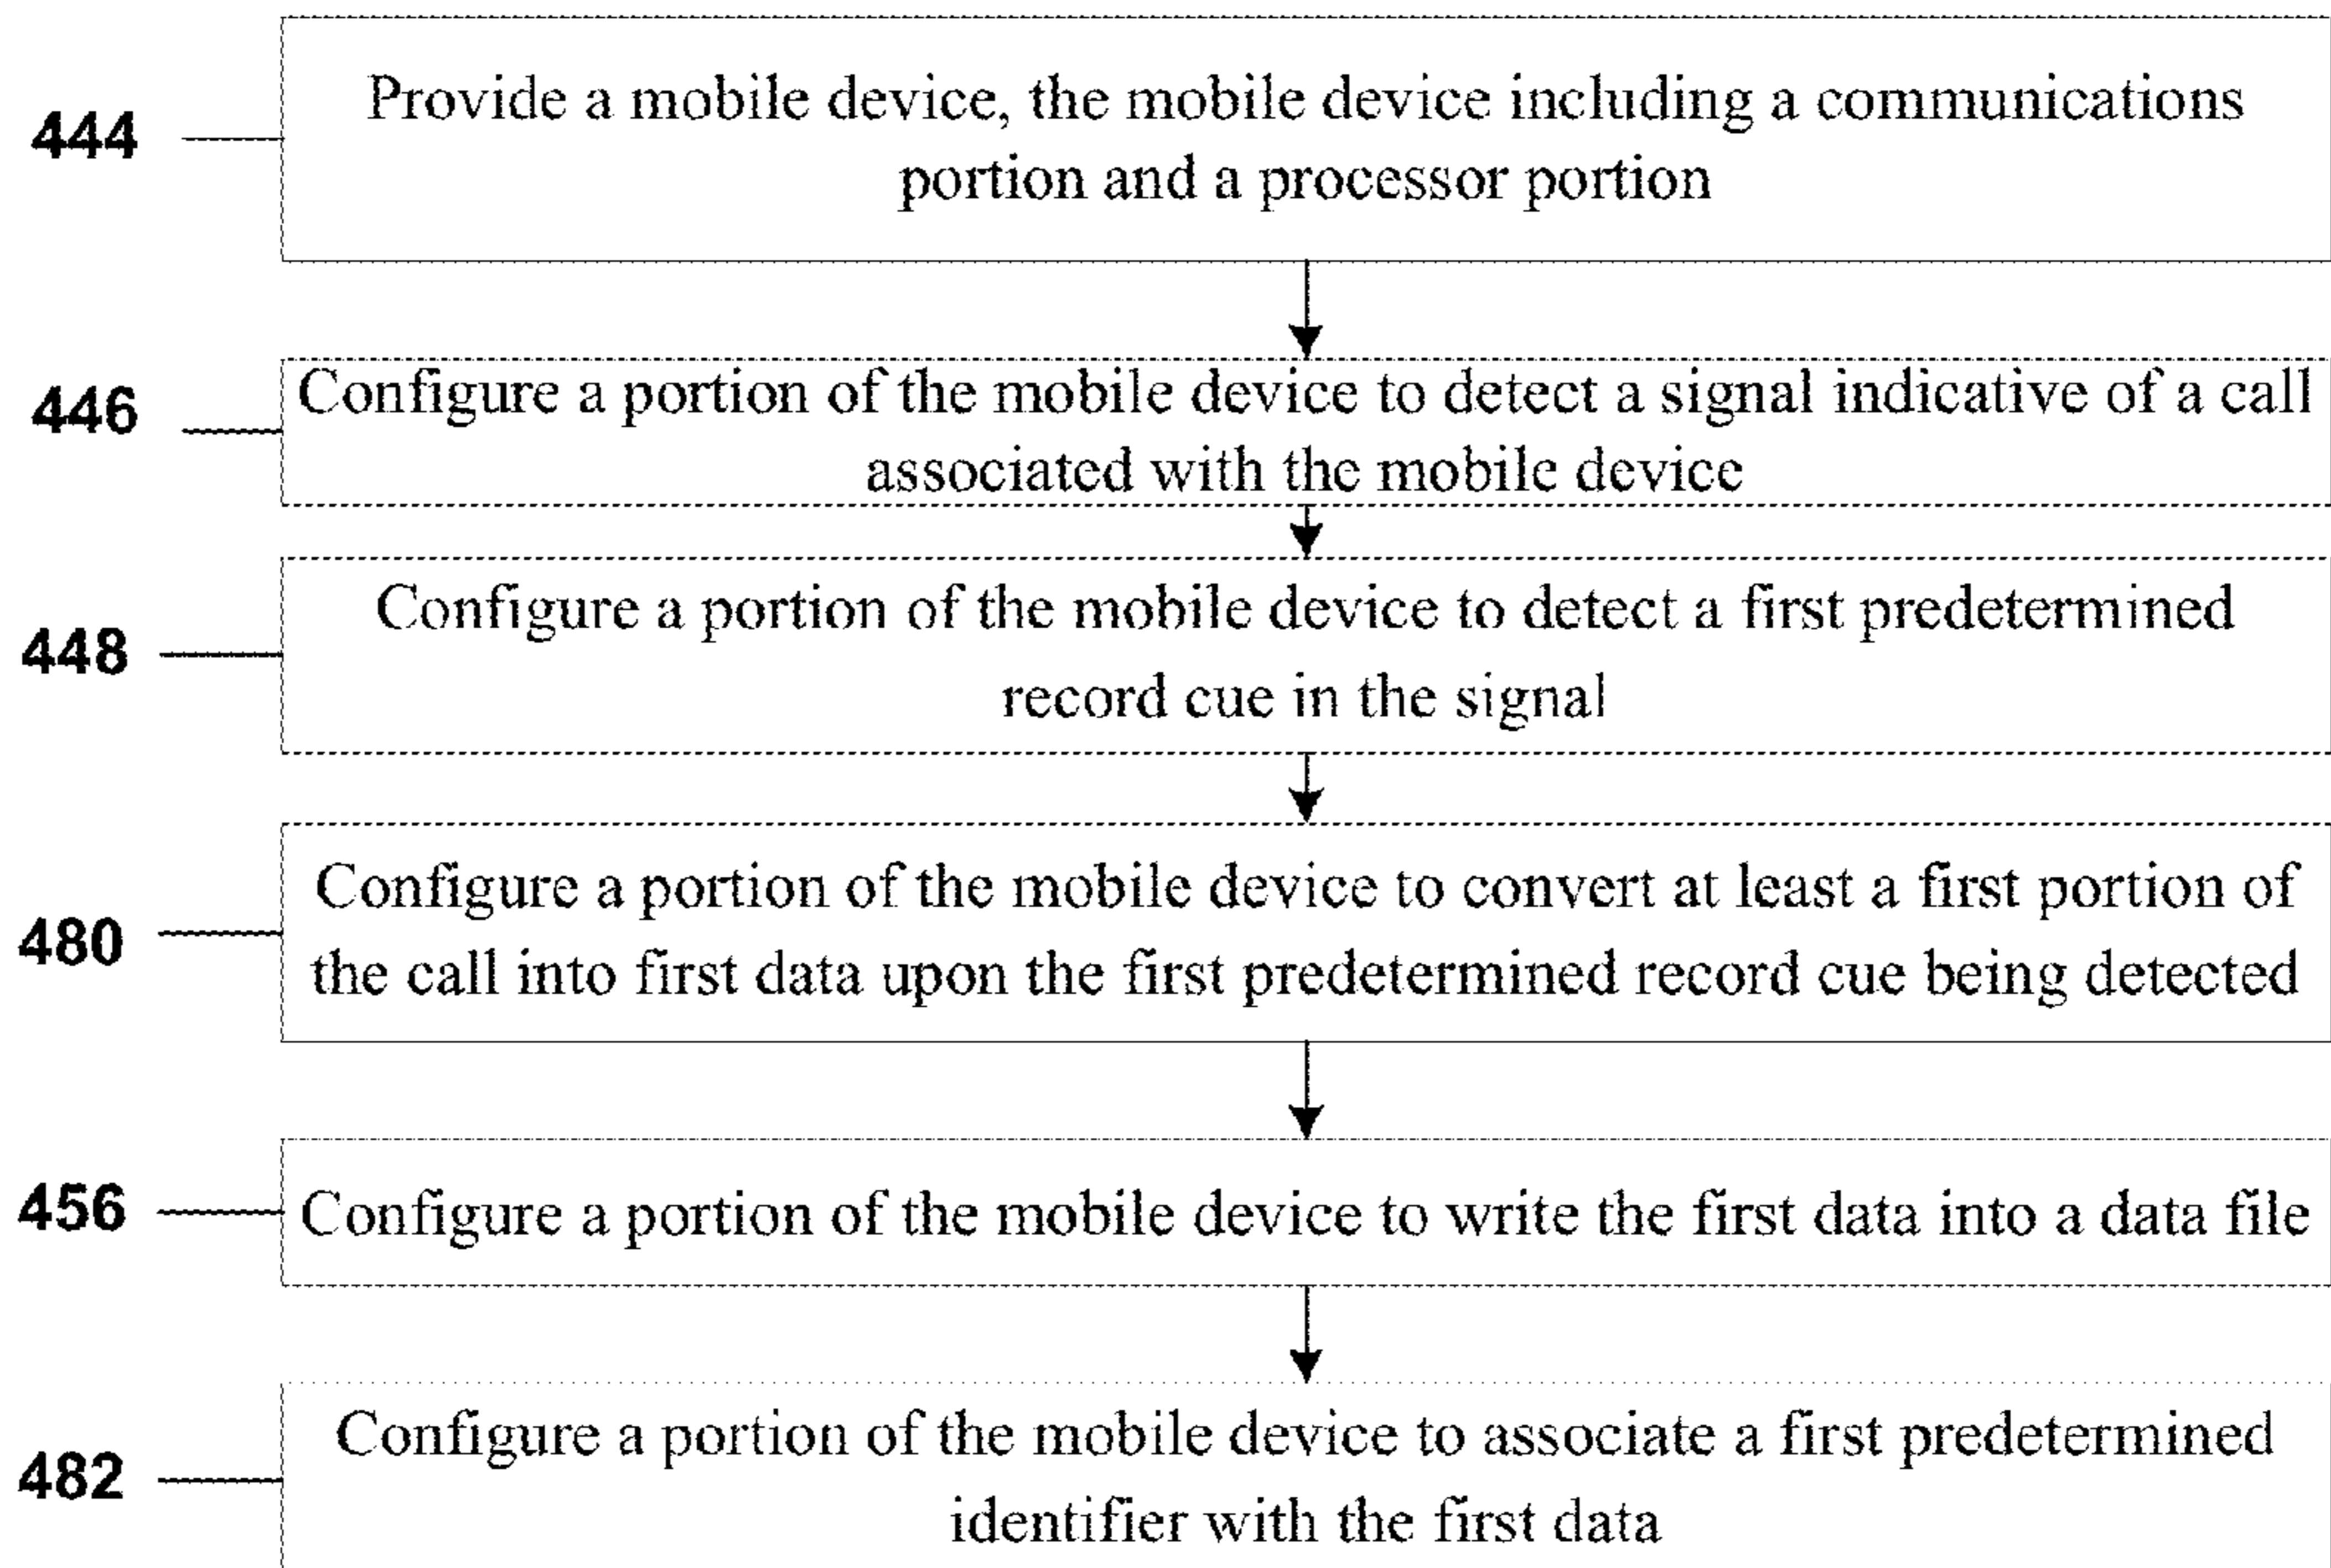 444
Provide a mobile device, the mobile device including a communications
portion and a processor portion
446
Configure a portion of the mobile device to detect a signal indicative of a call
associated with the mobile device
448
Configure a portion of the mobile device to detect a first predetermined
record cue in the signal
480
Configure a portion of the mobile device to convert at least a first portion of
the call into first data upon the first predetermined record cue being detected
456
Configure a portion of the mobile device to write the first data into a data file
482
Configure a portion of the mobile device to associate a first predetermined
identifier with the first data